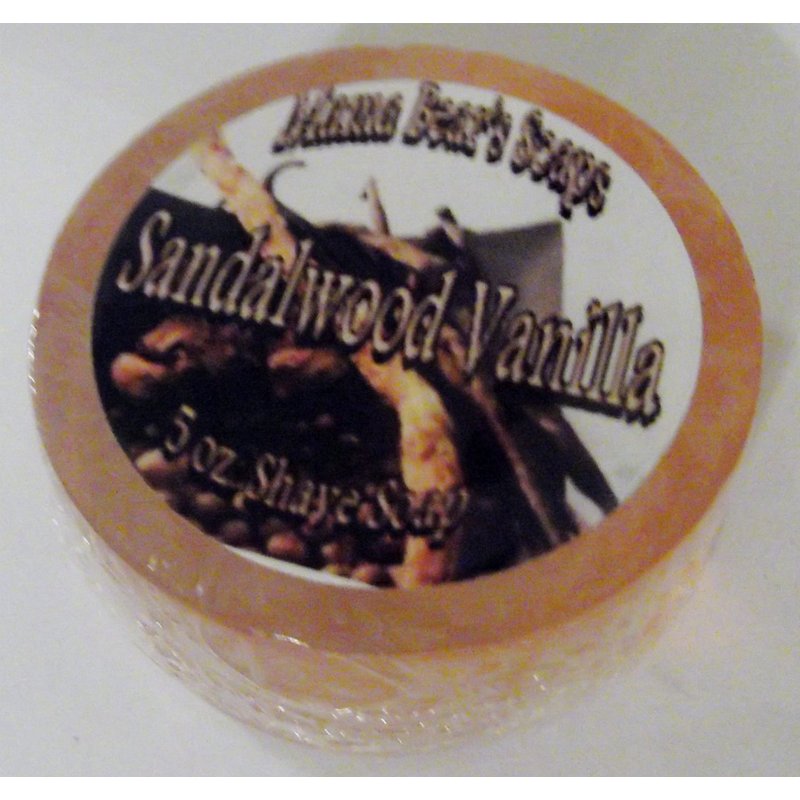 Mama Bear's Soaps
Sandalwood Vanilla
5 oz. Shave Soap